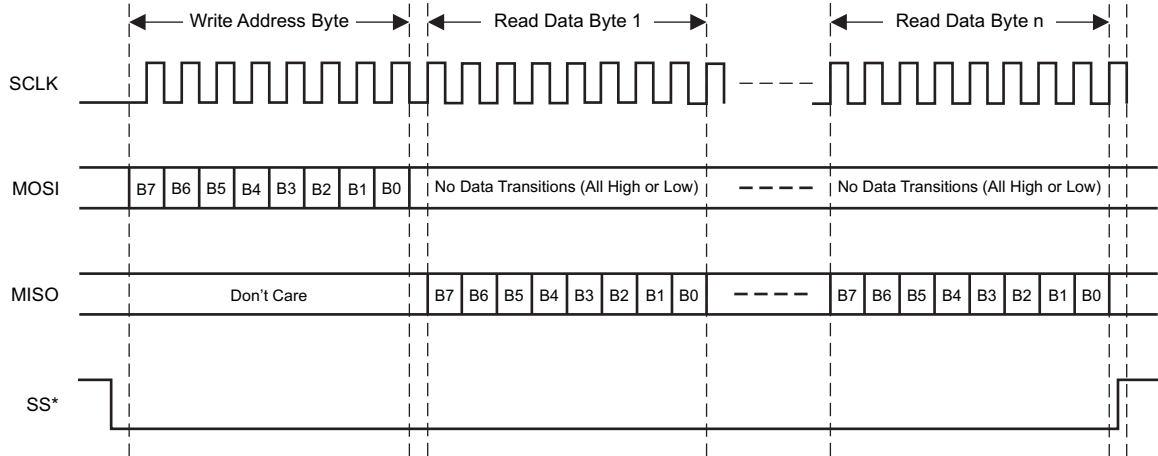 Write Address Byte Read Data Byte 1 Read Data Byte n
SCLK
MOSI B7 B6 B5 B4 B3 B2 B1 B0 No Data Transitions (All High or Low) No Data Transitions (All High or Low)
MISO Don’t Care B7 B6 B5 B4 B3 B2 B1 B0 B7 B6 B5 B4 B3 B2 B1 B0
SS*